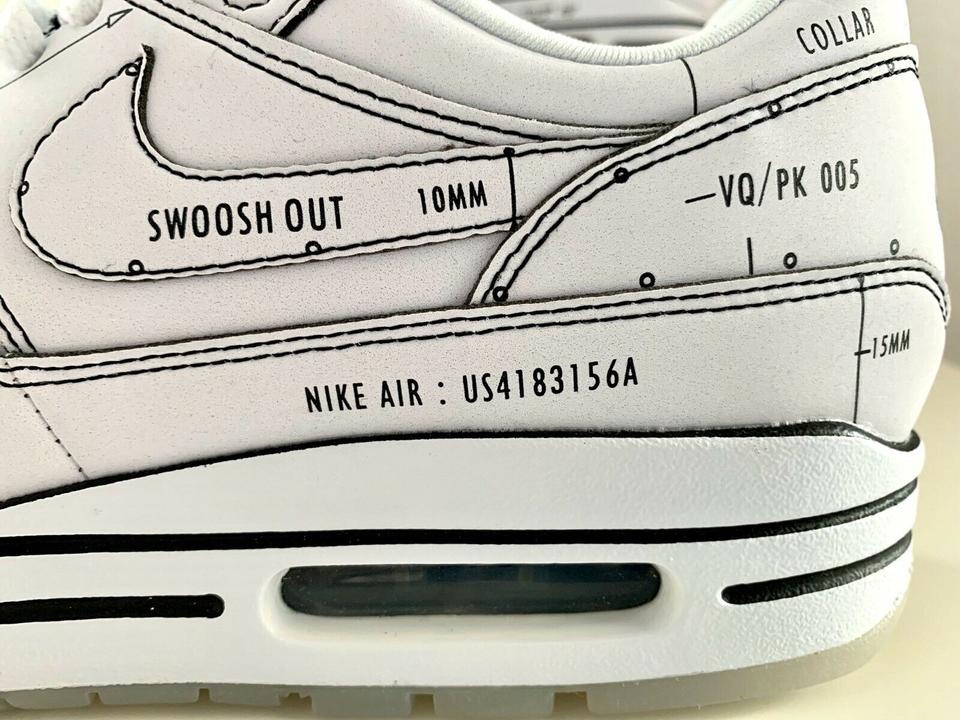 COLLAR
—VQ/PK 005
SWOOSH OUT
10MM
—15MM
NIKE AIR : US4183156A